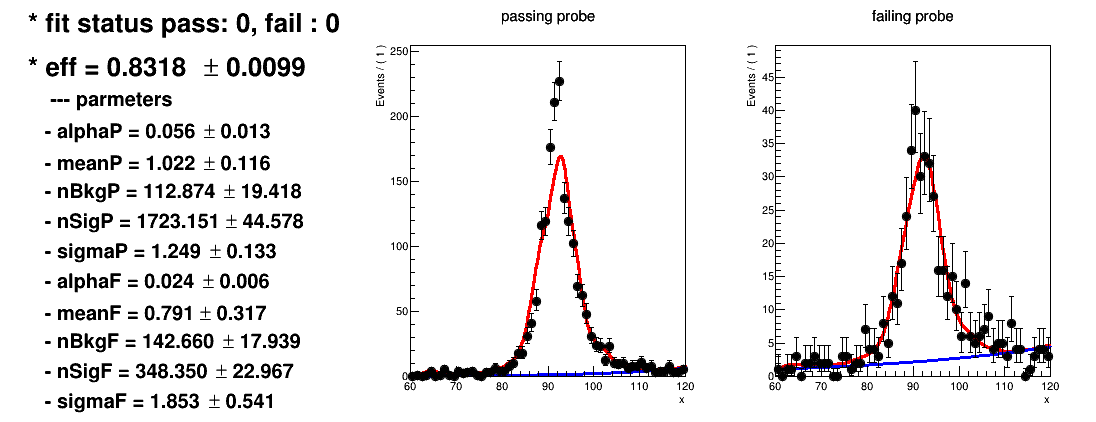 * fit status pass: 0, fail : 0
* eff = 0.8318 ± 0.0099
--- parmeters
- alphaP = 0.056 ± 0.013
- meanP = 1.022 ± 0.116
- nBkgP = 112.874 ± 19.418
- nSigP = 1723.151 ± 44.578
- sigmaP = 1.249 ± 0.133
- alphaF = 0.024 ± 0.006
- meanF = 0.791 ± 0.317
- nBkgF = 142.660 ± 17.939
- nSigF = 348.350 ± 22.967
- sigmaF = 1.853 ± 0.541
passing probe
Events / ( 1 )
250
200
150
100
50
0
60 70 80 90 100 110 120
x
failing probe
Events / ( 1 )
45
40
35
30
25
20
15
10
5
0
60 70 80 90 100 110 120
x